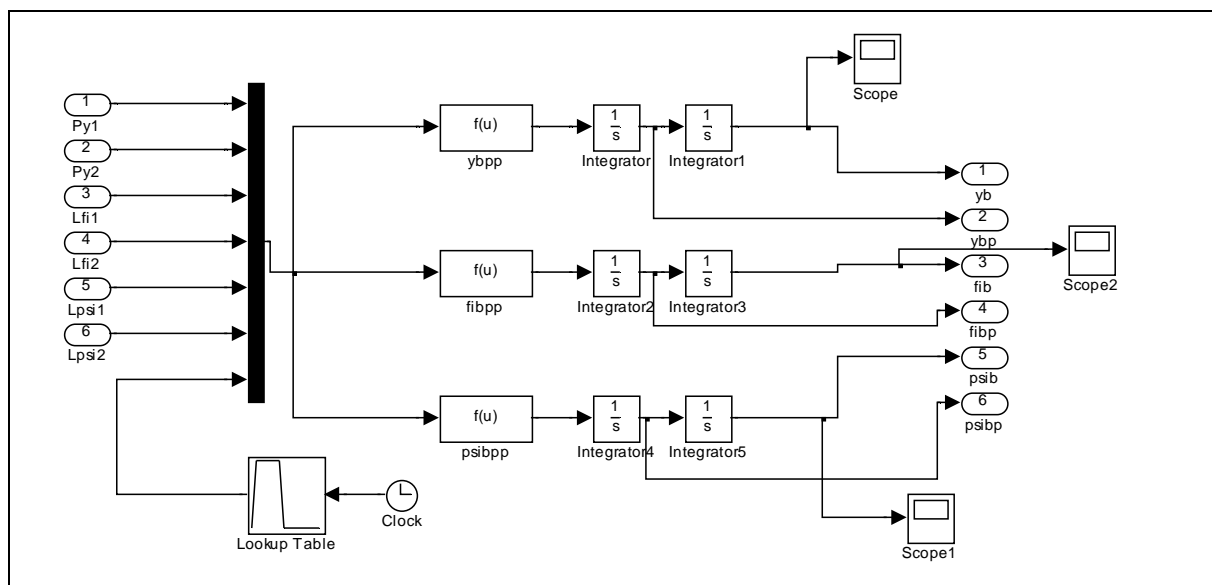 Scope
1
Py1
2
Py2
3
Lfi1
4
Lfi2
5
Lpsi1
6
Lpsi2
f(u)
ybpp
1
s
Integrator
1
s
Integrator1
1
yb
2
ybp
f(u)
fibpp
1
s
Integrator2
1
s
Integrator3
3
fib
Scope2
4
fibp
5
psib
f(u)
psibpp
1
s
Integrator4
1
s
Integrator5
6
psibp
Lookup Table
Clock
Scope1